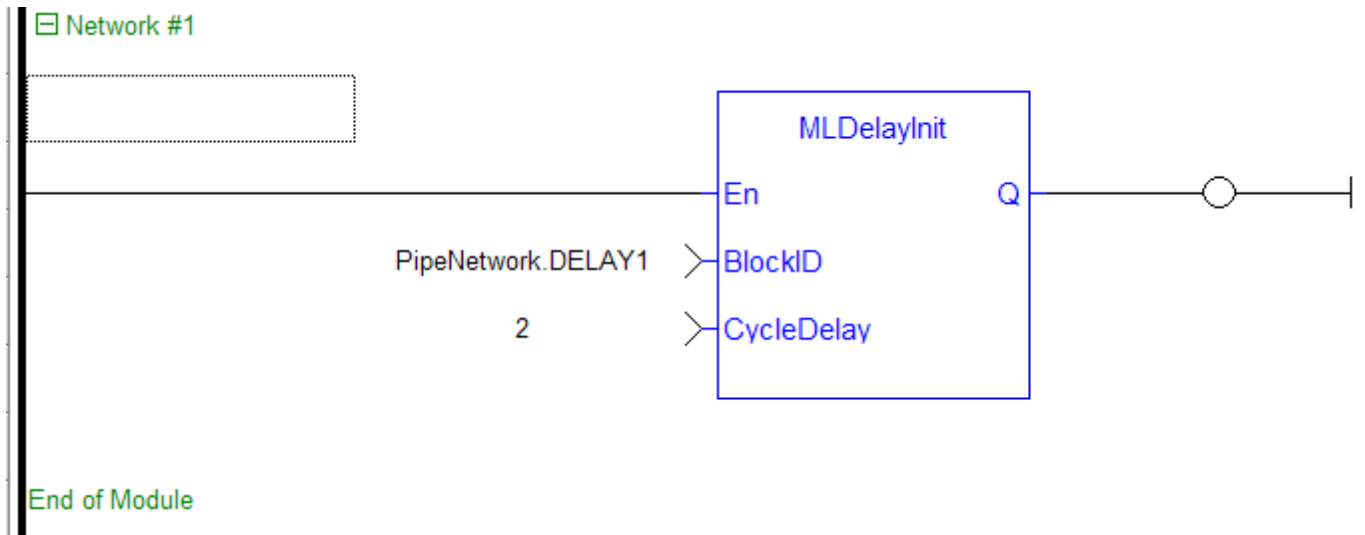 Network #1
MLDelayInit
En Q
PipeNetwork.DELAY1 BlockID
2 CycleDelay
End of Module